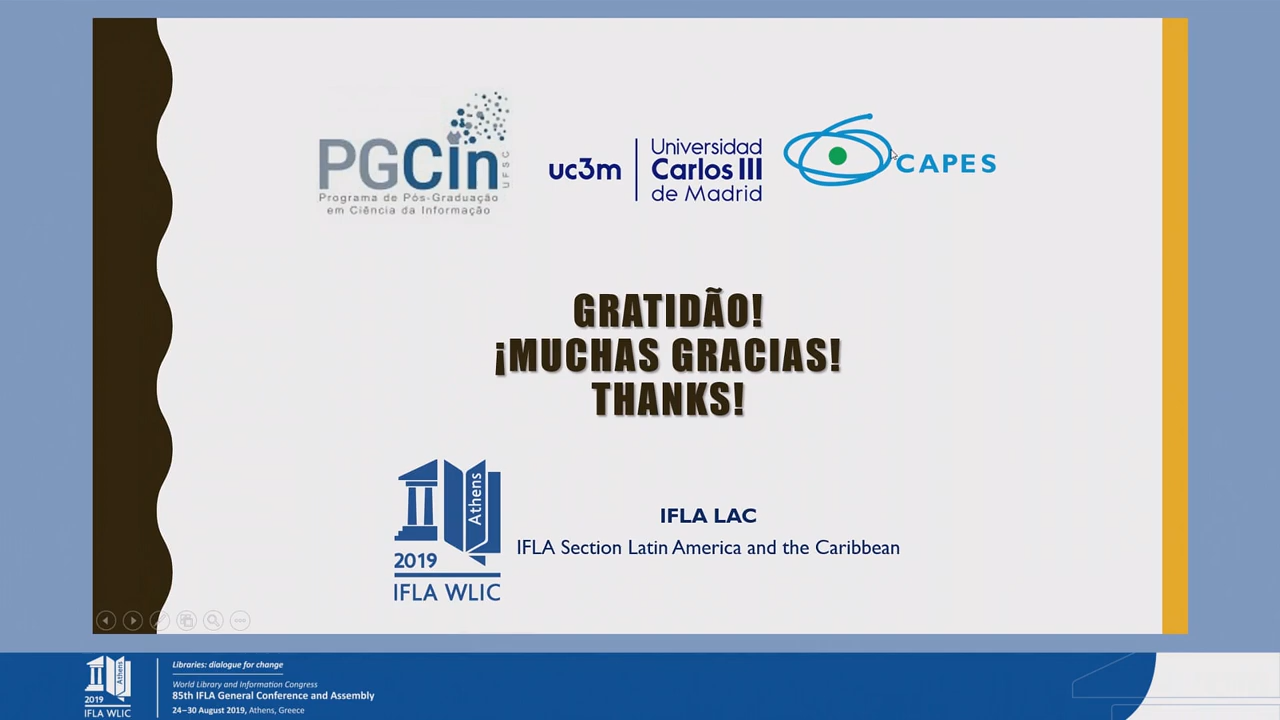 PGCin
UFSC
Programa de Pós-Graduação
em Ciência da Informação
uc3m
Universidad
Carlos III
de Madrid
CAPES
GRATIDÃO!
¡MUCHAS GRACIAS!
THANKS!
Athens
2019
IFLA WLIC
IFLA LAC
IFLA Section Latin America and the Caribbean
Athens
2019
IFLA WLIC
Libraries: dialogue for change
World Library and Information Congress
85th IFLA General Conference and Assembly
24–30 August 2019, Athens, Greece